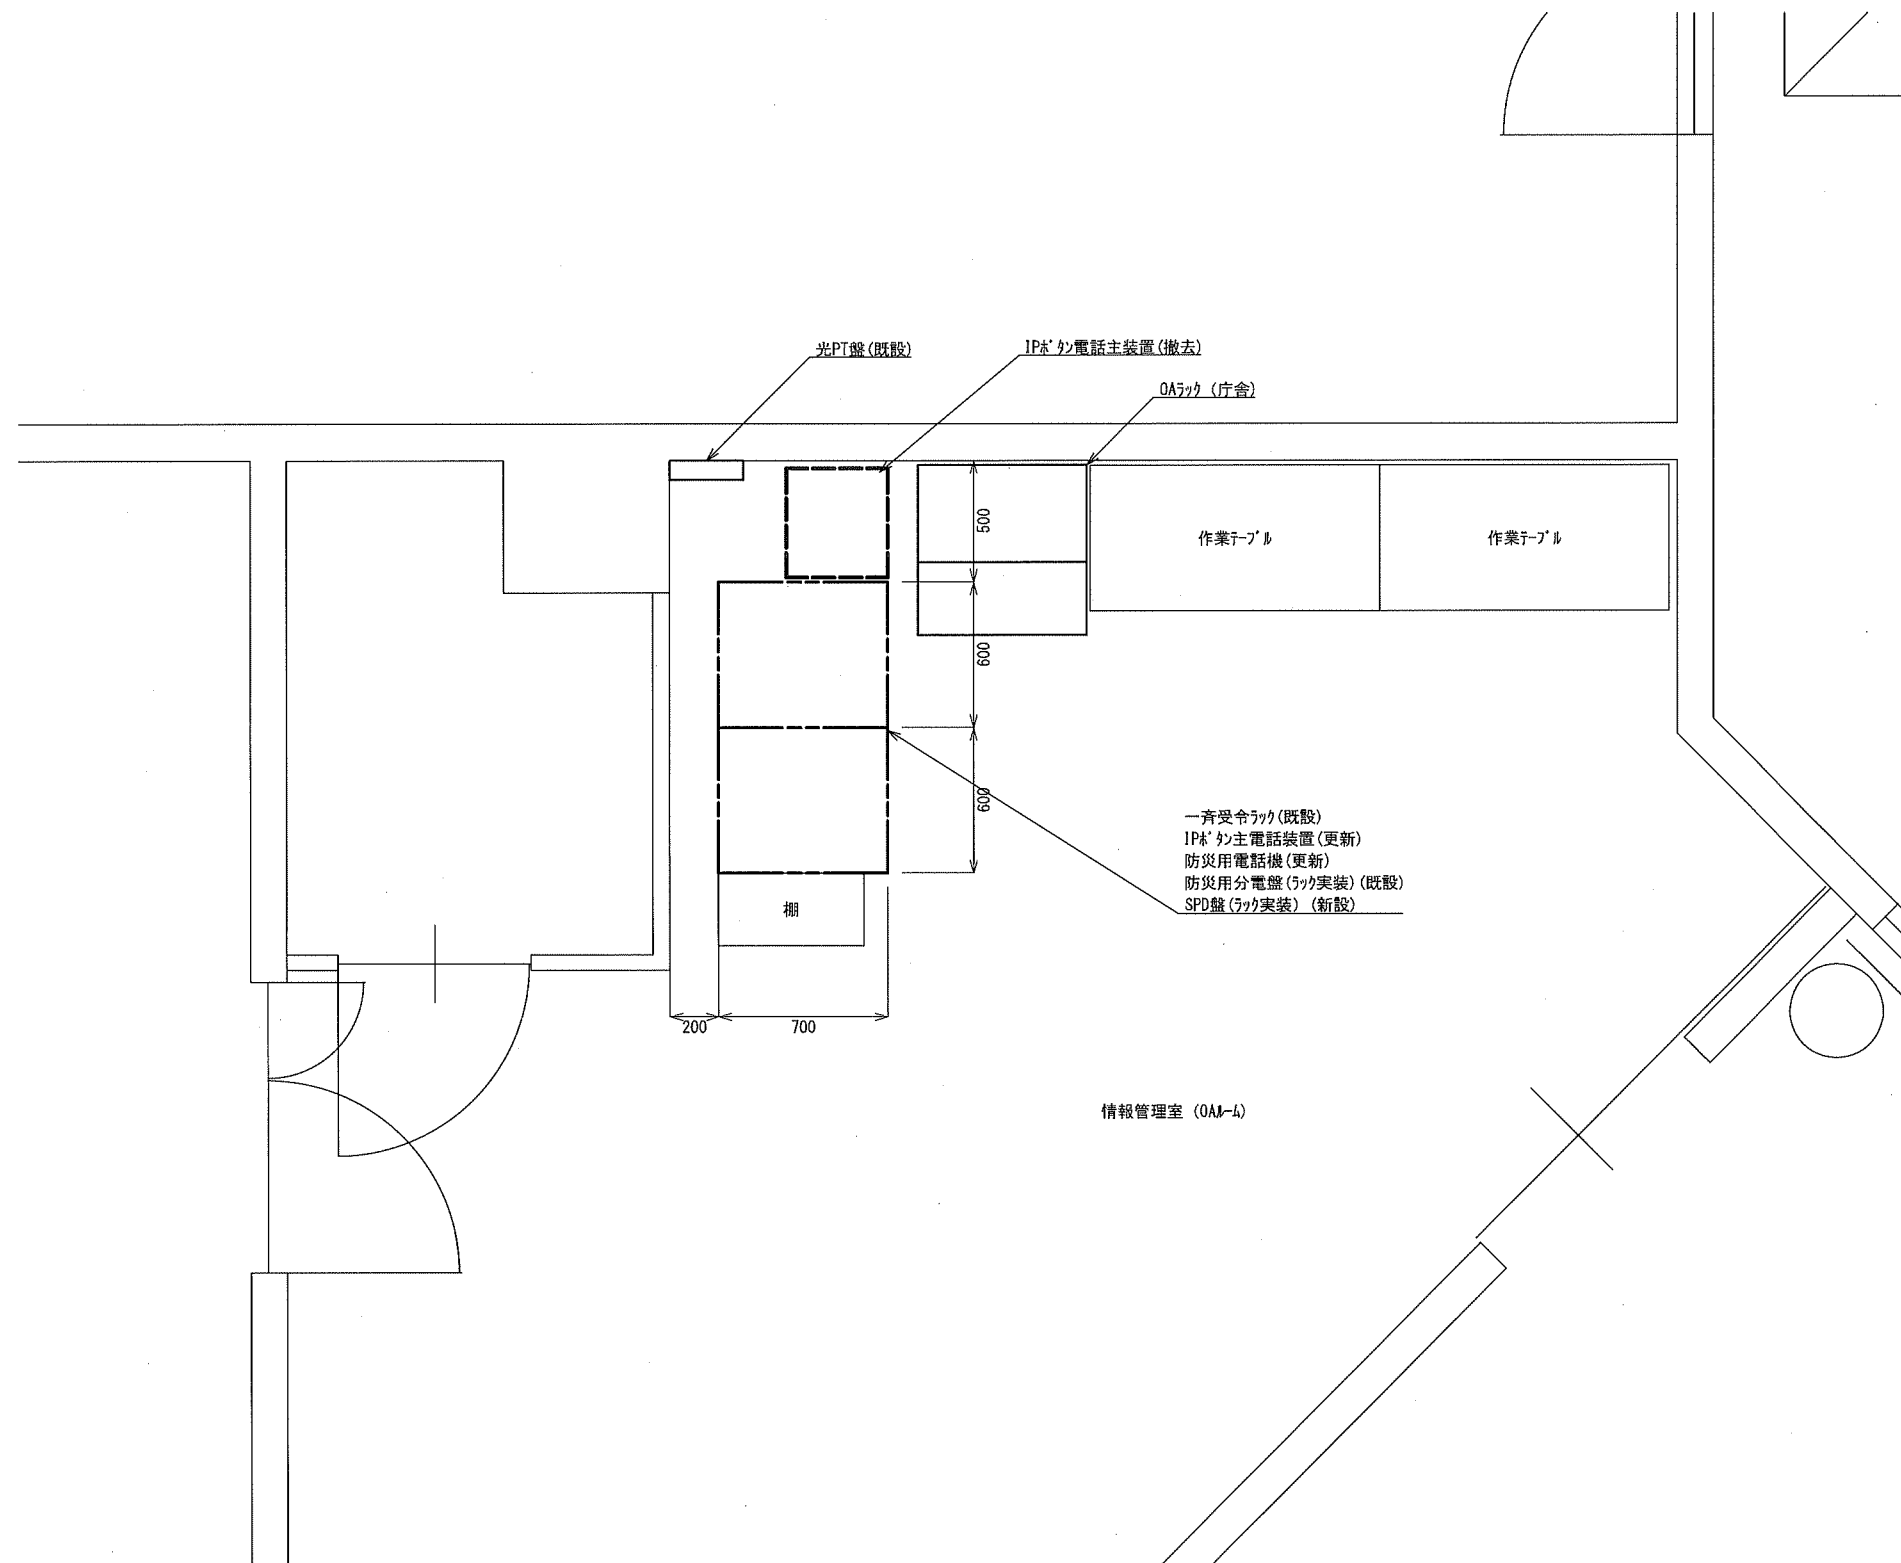 光PT盤(既設)
IPﾎﾞﾀﾝ電話主装置(撤去)
OAﾗｯｸ (庁舎)
500
作業ﾃｰﾌﾞﾙ
作業ﾃｰﾌﾞﾙ
600
600
一斉受令ﾗｯｸ(既設)
IPﾎﾞﾀﾝ主電話装置(更新)
防災用電話機(更新)
防災用分電盤(ﾗｯｸ実装)(既設)
SPD盤(ﾗｯｸ実装) (新設)
棚
200
700
情報管理室 (OAﾙｰﾑ)